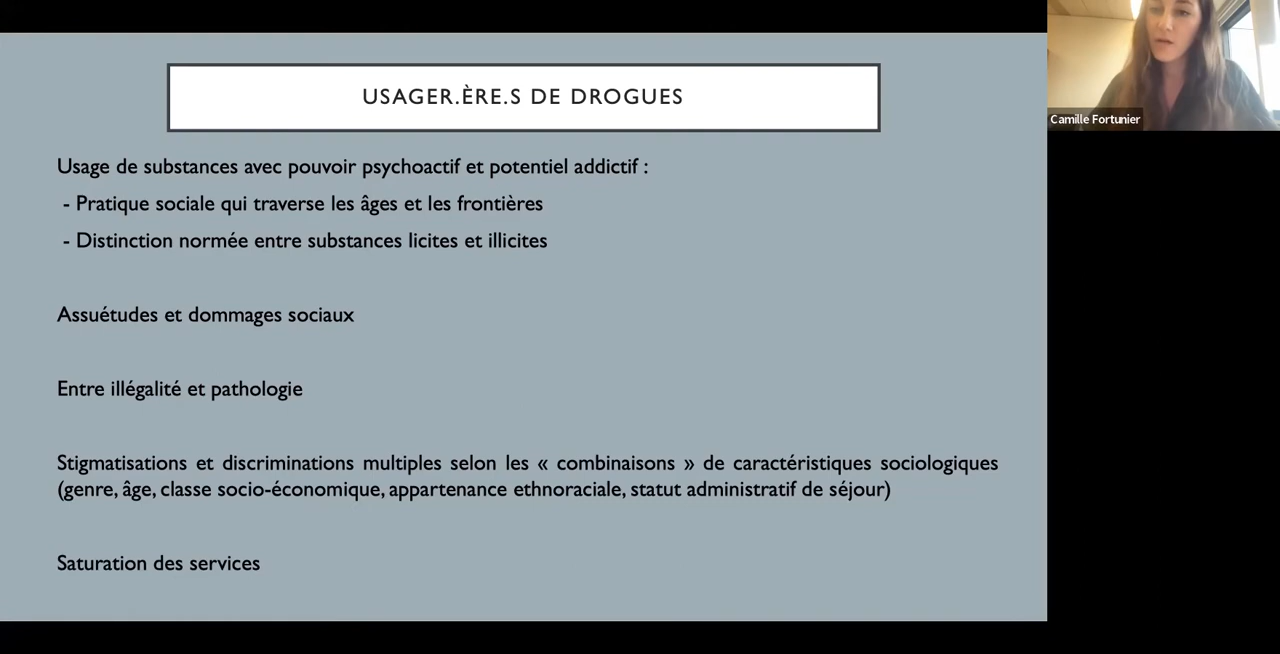 USAGER.ÈRE.S DE DROGUES
Camille Fortunier
Usage de substances avec pouvoir psychoactif et potentiel addictif :
- Pratique sociale qui traverse les âges et les frontières
- Distinction normée entre substances licites et illicites
Assuétudes et dommages sociaux
Entre illégalité et pathologie
Stigmatisations et discriminations multiples selon les « combinaisons » de caractéristiques sociologiques
(genre, âge, classe socio-économique, appartenance ethnoraciale, statut administratif de séjour)
Saturation des services